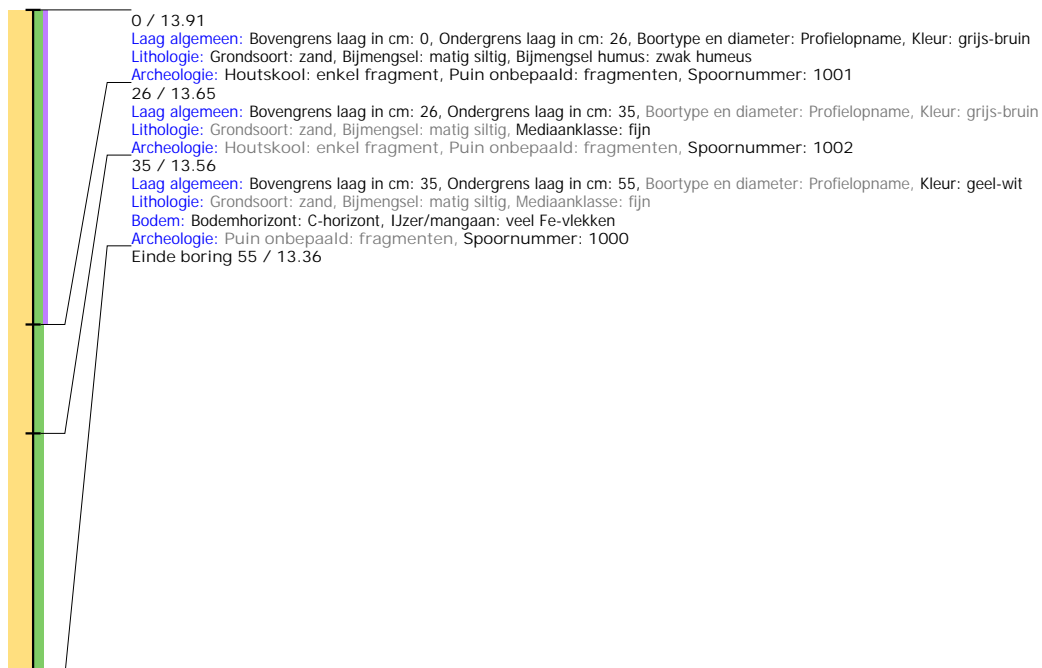 0 / 13.91
Laag algemeen: Bovengrens laag in cm: 0, Ondergrens laag in cm: 26, Boortype en diameter: Profielopname, Kleur: grijs-bruin
Lithologie: Grondsoort: zand, Bijmengsel: matig siltig, Bijmengsel humus: zwak humeus
Archeologie: Houtskool: enkel fragment, Puin onbepaald: fragmenten, Spoornummer: 1001
26 / 13.65
Laag algemeen: Bovengrens laag in cm: 26, Ondergrens laag in cm: 35, Boortype en diameter: Profielopname, Kleur: grijs-bruin
Lithologie: Grondsoort: zand, Bijmengsel: matig siltig, Mediaanklasse: fijn
Archeologie: Houtskool: enkel fragment, Puin onbepaald: fragmenten, Spoornummer: 1002
35 / 13.56
Laag algemeen: Bovengrens laag in cm: 35, Ondergrens laag in cm: 55, Boortype en diameter: Profielopname, Kleur: geel-wit
Lithologie: Grondsoort: zand, Bijmengsel: matig siltig, Mediaanklasse: fijn
Bodem: Bodemhorizont: C-horizont, IJzer/mangaan: veel Fe-vlekken
Archeologie: Puin onbepaald: fragmenten, Spoornummer: 1000
Einde boring 55 / 13.36